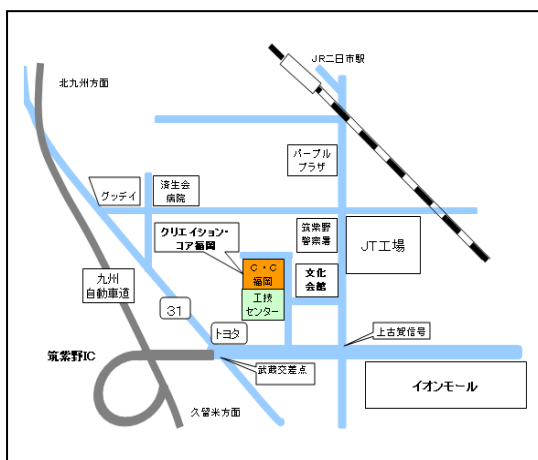 JR二日市駅
北九州方面
パープル
プラザ
済生会
病院
グッデイ
クリエイション・
コア福岡
筑紫野
警察署
JT工場
C・C
福岡
文化
会館
九州
自動車道
工技
センター
31
トヨタ
上古賀信号
筑紫野IC
武蔵交差点
イオンモール
久留米方面